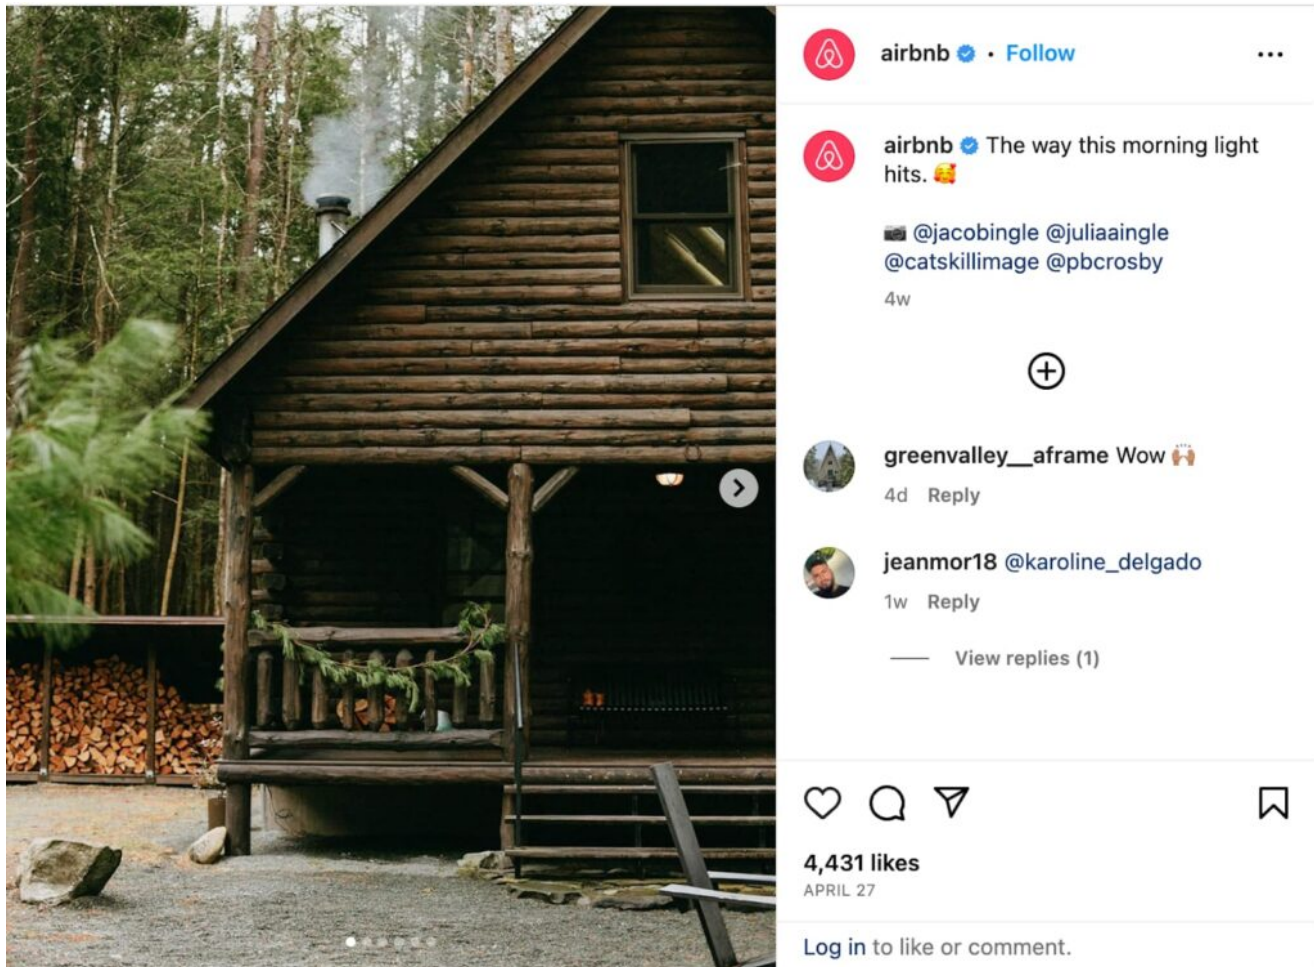 airbnb • Follow
airbnb The way this morning light
hits. 🥰
📷 @jacobingle @juliaaingle
@catskillimage @pbcrosby
4w
greenvalley__aframe Wow 🙌🏽
4d Reply
jeanmor18 @karoline_delgado
1w Reply
View replies (1)
4,431 likes
APRIL 27
Log in to like or comment.